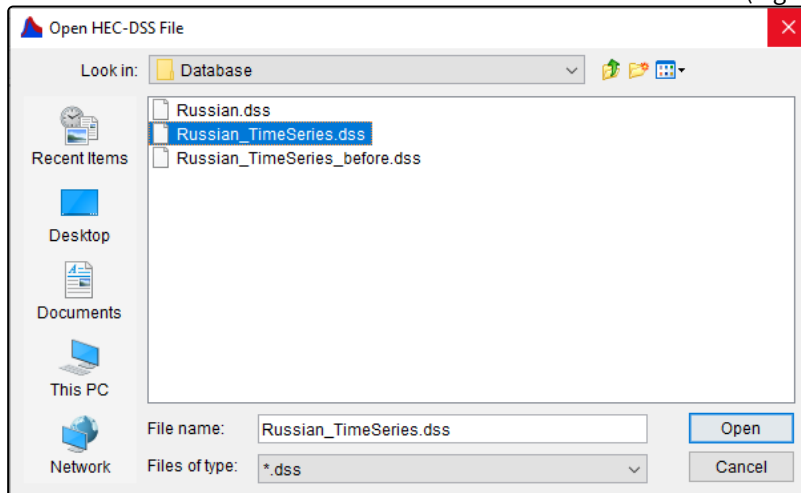 Open HEC-DSS File
Look in: Database
Russian.dss
Russian_TimeSeries.dss
Russian_TimeSeries_before.dss
Recent Items
Desktop
Documents
This PC
Network
File name: Russian_TimeSeries.dss Open
Files of type: *.dss Cancel